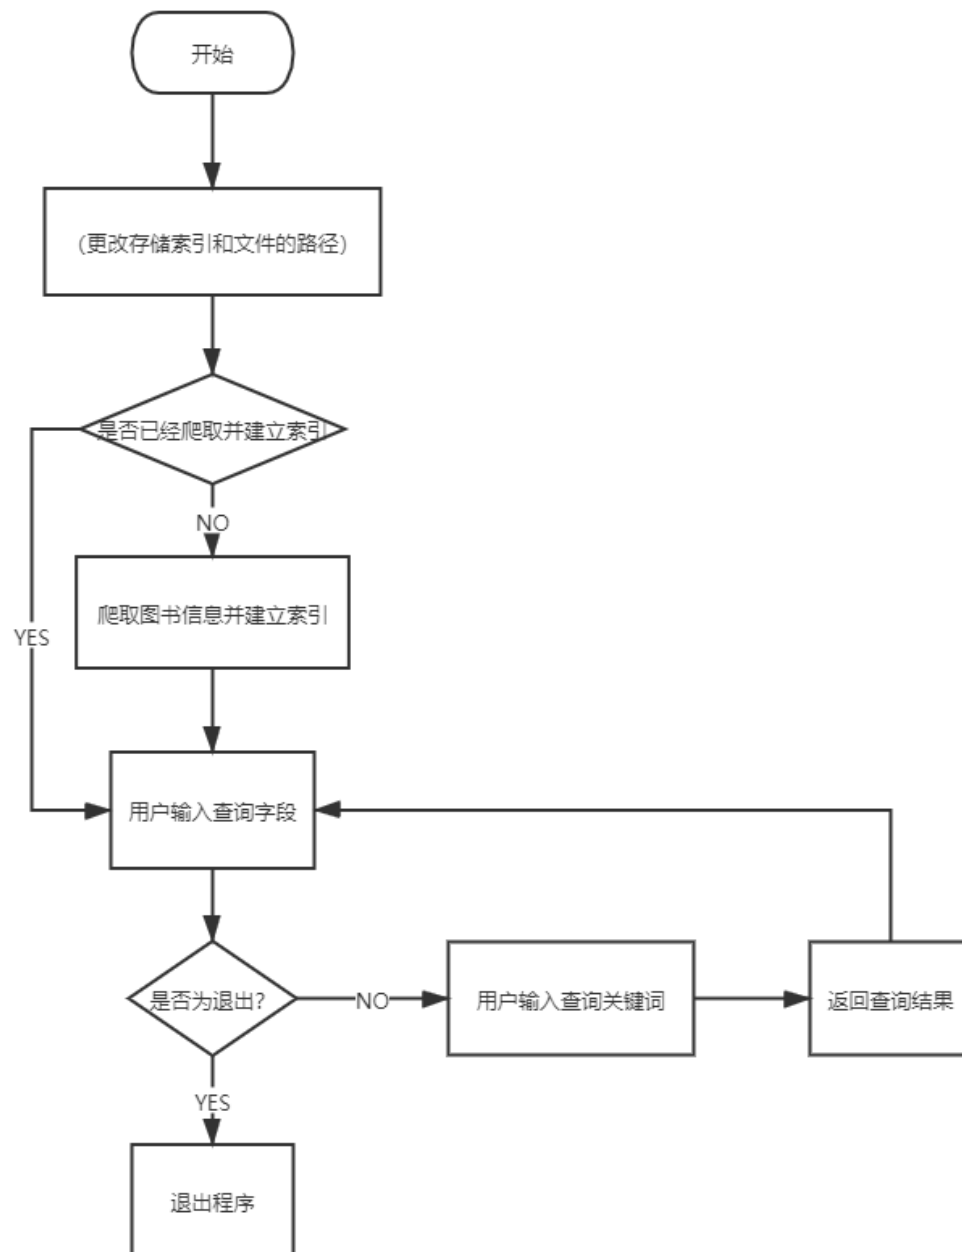 开始
(更改存储索引和文件的路径)
是否已经爬取并建立索引
NO
爬取图书信息并建立索引
YES
用户输入查询字段
是否为退出?
NO
用户输入查询关键词
返回查询结果
YES
退出程序